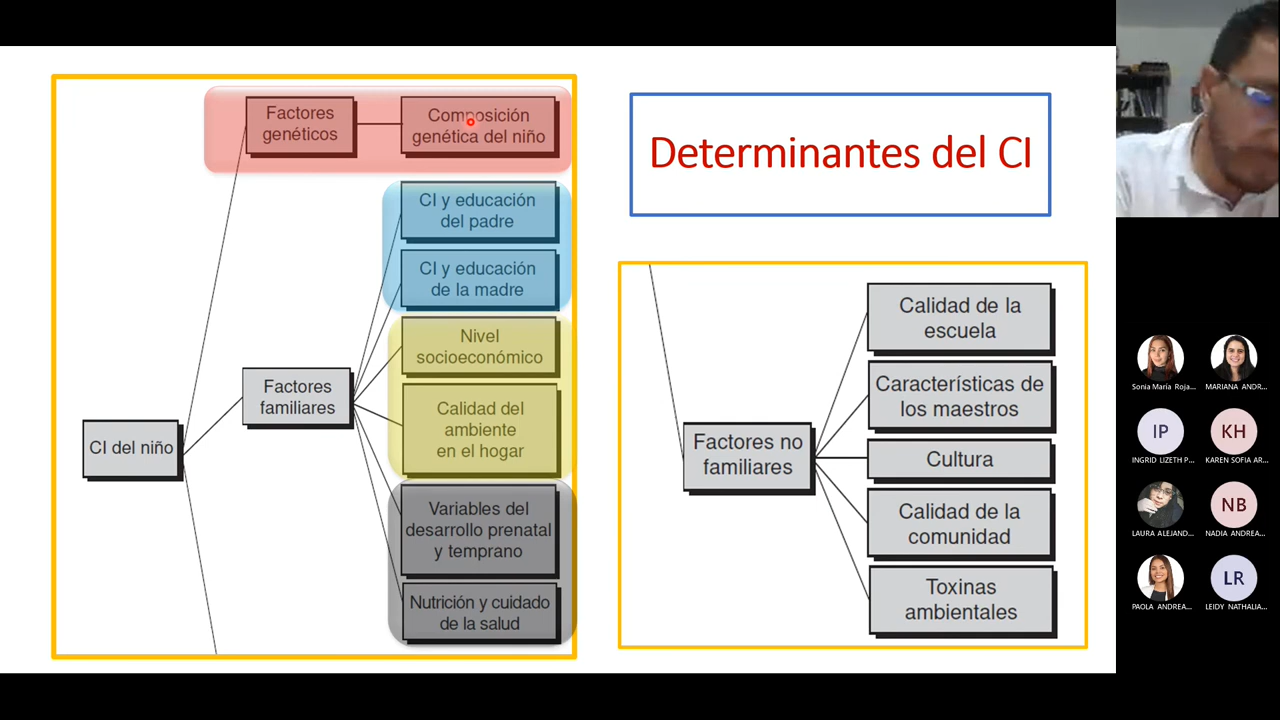 Factores
genéticos
Composición
genética del niño
CI y educación
del padre
CI y educación
de la madre
Nivel
socioeconómico
Calidad del
ambiente
en el hogar
Variables del
desarrollo prenatal
y temprano
Nutrición y cuidado
de la salud
Factores
familiares
CI del niño
Determinantes del CI
Factores no
familiares
Calidad de la
escuela
Características de
los maestros
Cultura
Calidad de la
comunidad
Toxinas
ambientales
Sonia María Roja...
MARIANA ANDR...
IP
INGRID LIZETH P...
KH
KAREN SOFIA AR...
LAURA ALEJAND...
NB
NADIA ANDREA...
PAOLA ANDREA...
LR
LEIDY NATHALIA...